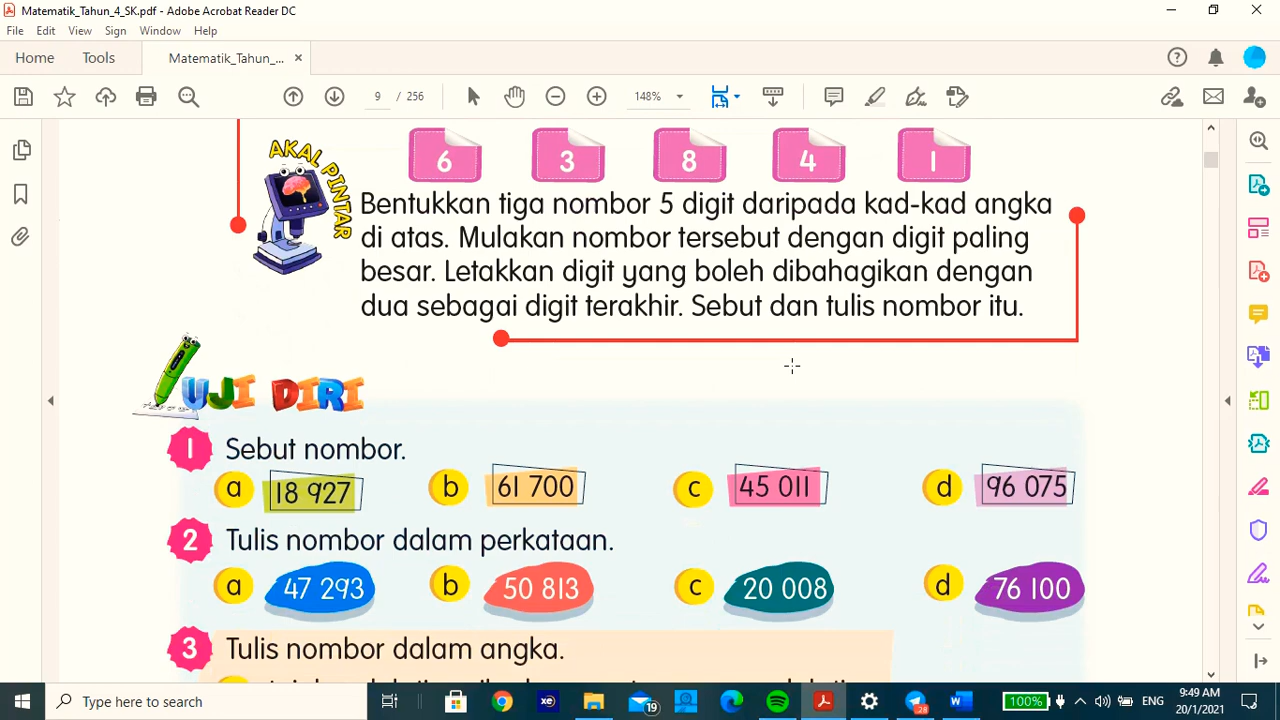 Matematik_Tahun_4_SK.pdf - Adobe Acrobat Reader DC
File Edit View Sign Window Help
Home Tools Matematik_Tahun_... ×
9 / 256 148%
6 3 8 4 1
AKAL PINTAR
Bentukkan tiga nombor 5 digit daripada kad-kad angka
di atas. Mulakan nombor tersebut dengan digit paling
besar. Letakkan digit yang boleh dibahagikan dengan
dua sebagai digit terakhir. Sebut dan tulis nombor itu.
UJI DIRI
1 Sebut nombor.
a 18 927 b 61 700 c 45 011 d 96 075
2 Tulis nombor dalam perkataan.
a 47 293 b 50 813 c 20 008 d 76 100
3 Tulis nombor dalam angka.
Type here to search
xe 19 28 100% ENG 9:49 AM
20/1/2021